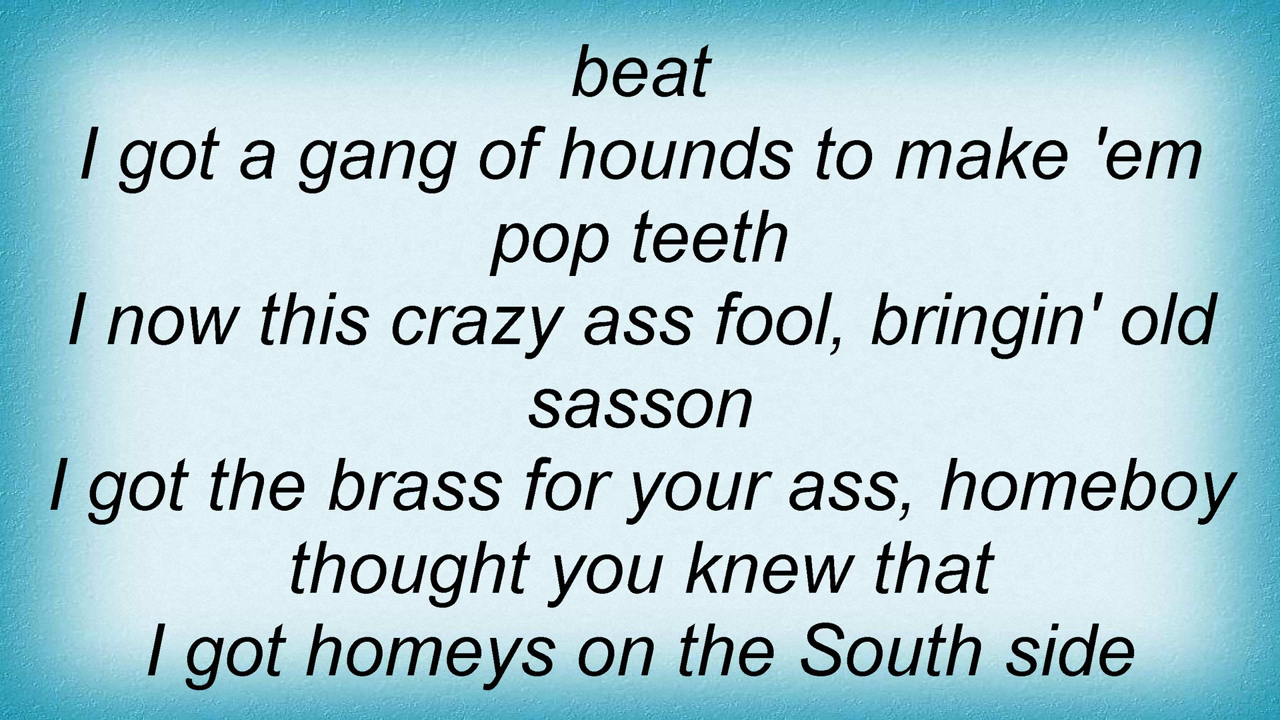 beat
I got a gang of hounds to make 'em
pop teeth
I now this crazy ass fool, bringin' old
sasson
I got the brass for your ass, homeboy
thought you knew that
I got homeys on the South side